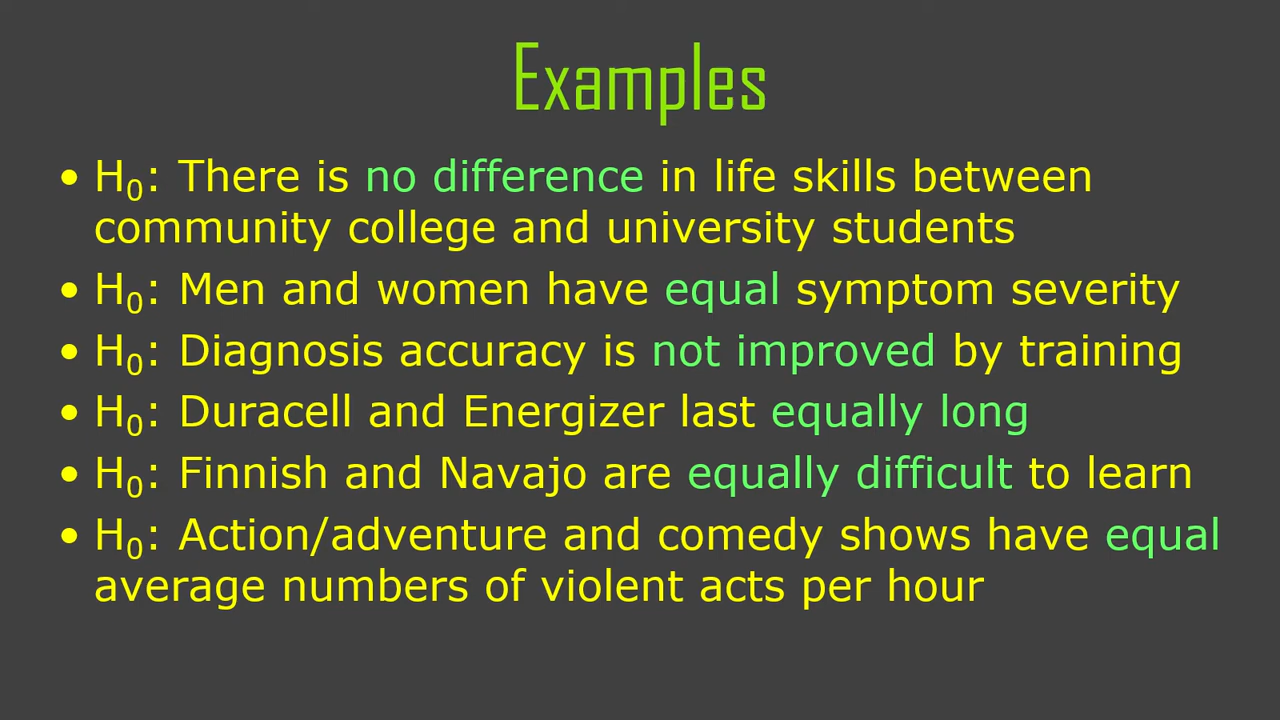 Examples
• H₀: There is no difference in life skills between
community college and university students
• H₀: Men and women have equal symptom severity
• H₀: Diagnosis accuracy is not improved by training
• H₀: Duracell and Energizer last equally long
• H₀: Finnish and Navajo are equally difficult to learn
• H₀: Action/adventure and comedy shows have equal
average numbers of violent acts per hour